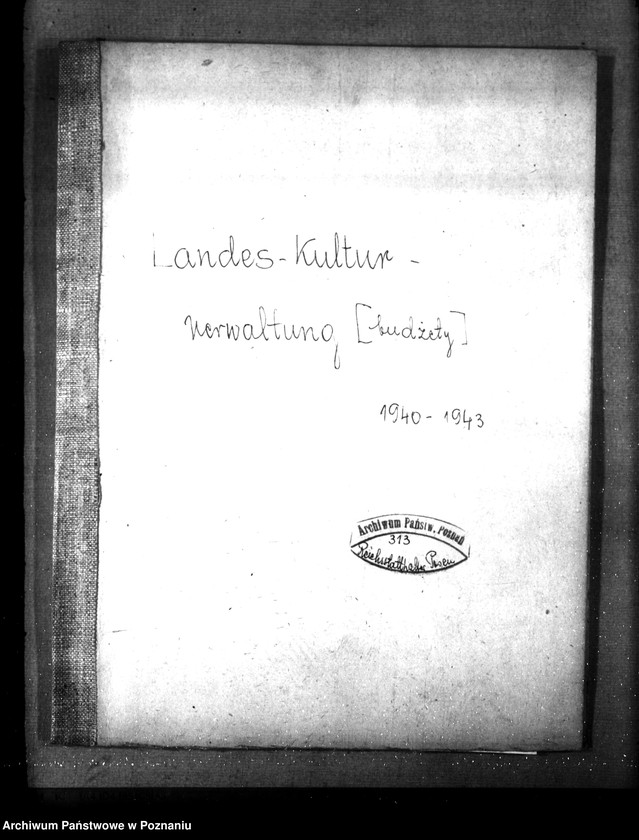 Landes-Kultur-
Verwaltung [budżety]
1940-1943
Archiwum Państw. Poznań
313
Reichsstatthalter Posen
Archiwum Państwowe w Poznaniu